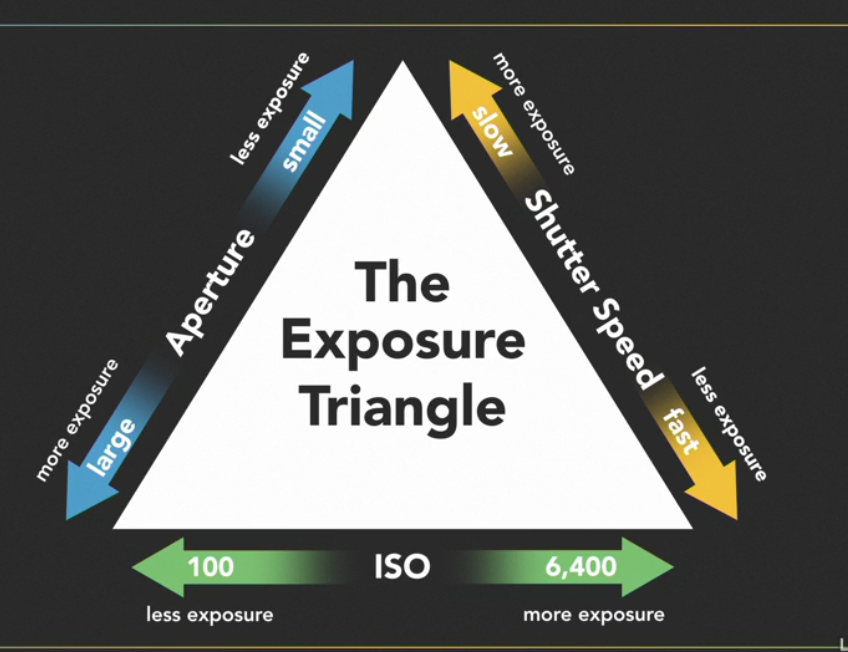 less exposure
small
Aperture
more exposure
large
more exposure
slow
Shutter Speed
less exposure
fast
The
Exposure
Triangle
100
ISO
6,400
less exposure
more exposure